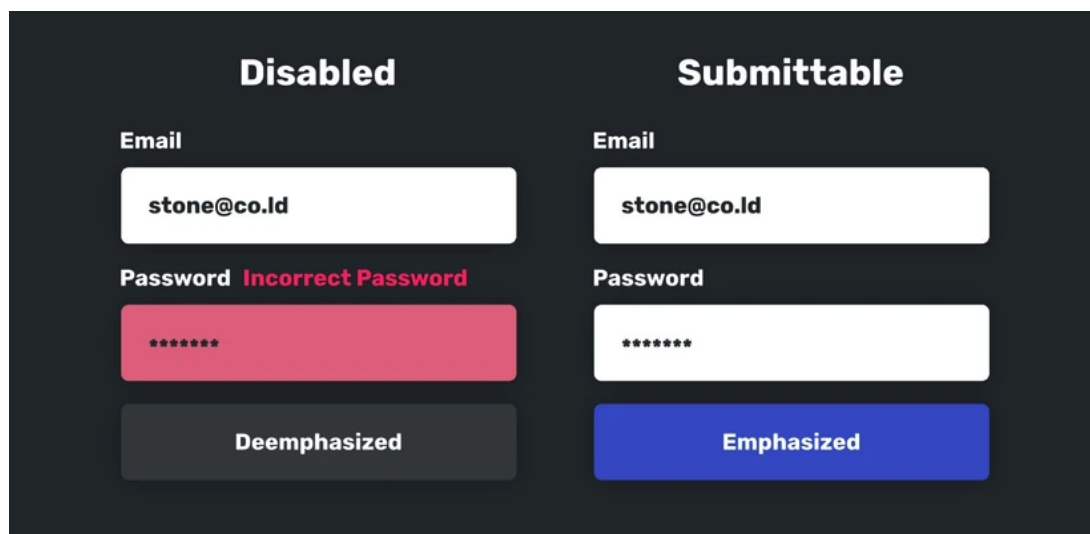 Disabled
Email
stone@co.ld
Password Incorrect Password
*******
Deemphasized
Submittable
Email
stone@co.ld
Password
*******
Emphasized